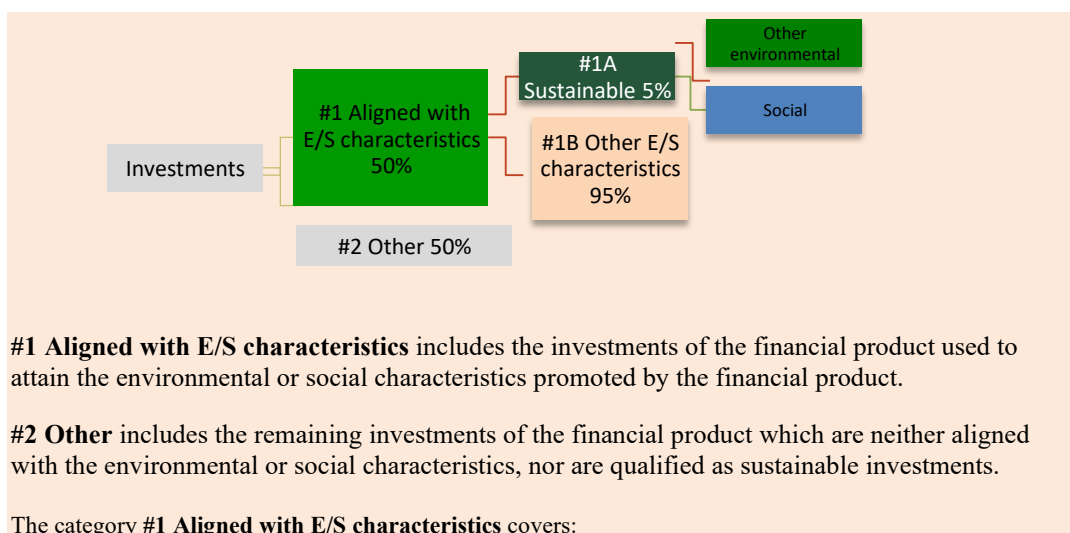 Other
environmental
#1A
Sustainable 5%
Social
#1 Aligned with
E/S characteristics
50%
#1B Other E/S
characteristics
95%
Investments
#2 Other 50%
#1 Aligned with E/S characteristics includes the investments of the financial product used to
attain the environmental or social characteristics promoted by the financial product.
#2 Other includes the remaining investments of the financial product which are neither aligned
with the environmental or social characteristics, nor are qualified as sustainable investments.
The category #1 Aligned with E/S characteristics covers: